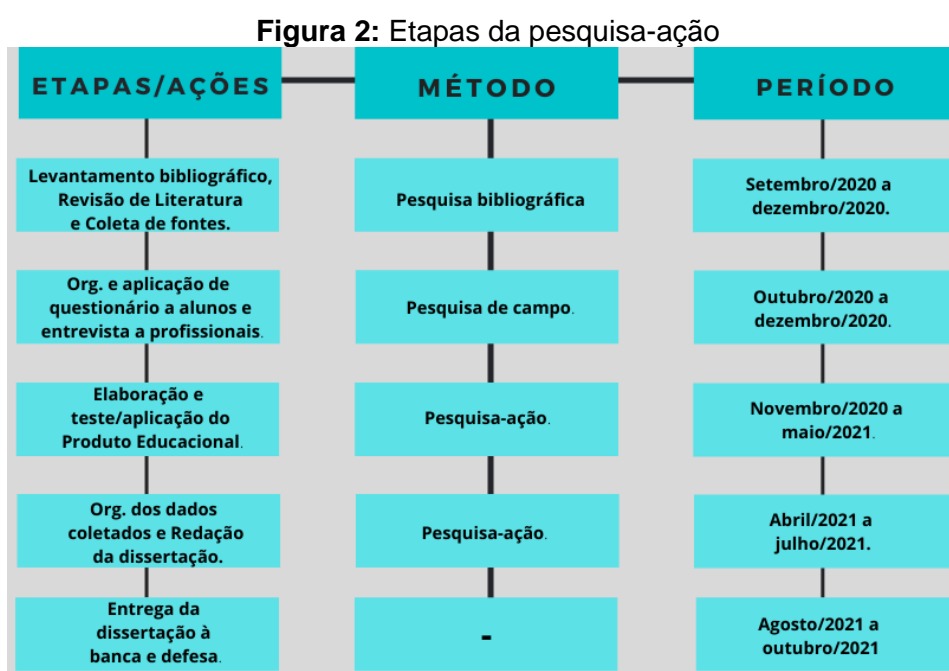 Figura 2: Etapas da pesquisa-ação
ETAPAS/AÇÕES
MÉTODO
PERÍODO
Levantamento bibliográfico,
Revisão de Literatura
e Coleta de fontes.
Pesquisa bibliográfica
Setembro/2020 a
dezembro/2020.
Org. e aplicação de
questionário a alunos e
entrevista a profissionais.
Pesquisa de campo.
Outubro/2020 a
dezembro/2020.
Elaboração e
teste/aplicação do
Produto Educacional.
Pesquisa-ação.
Novembro/2020 a
maio/2021.
Org. dos dados
coletados e Redação
da dissertação.
Pesquisa-ação.
Abril/2021 a
julho/2021.
Entrega da
dissertação à
banca e defesa.
-
Agosto/2021 a
outubro/2021